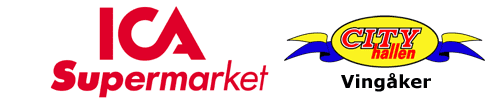 ICA
Supermarket
CITY
hallen
Vingåker